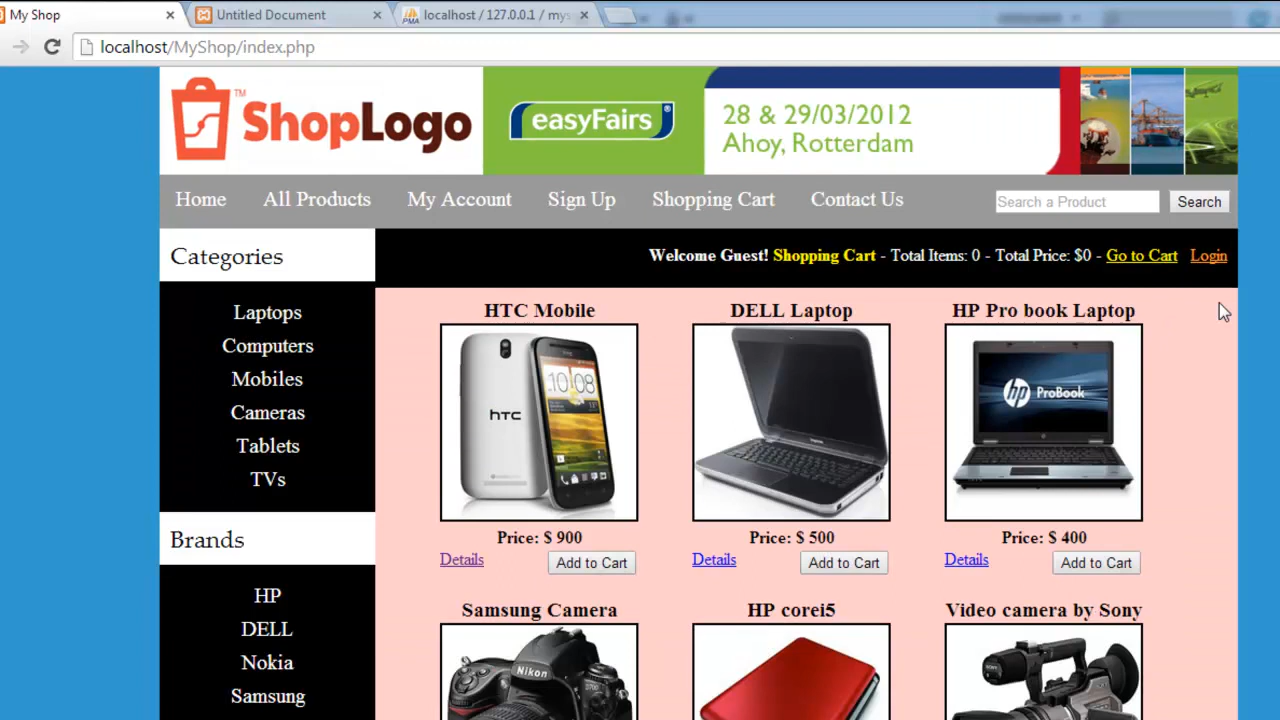 My Shop
Untitled Document
localhost / 127.0.0.1 / mys
localhost/MyShop/index.php
ShopLogo™
easyFairs®
28 & 29/03/2012
Ahoy, Rotterdam
Home All Products My Account Sign Up Shopping Cart Contact Us Search a Product Search
Categories
Welcome Guest! Shopping Cart - Total Items: 0 - Total Price: $0 - Go to Cart Login
Laptops
Computers
Mobiles
Cameras
Tablets
TVs
Brands
HP
DELL
Nokia
Samsung
HTC Mobile
DELL Laptop
HP Pro book Laptop
10:08
hTC
hp ProBook
Price: $ 900
Price: $ 500
Price: $ 400
Details Add to Cart
Details Add to Cart
Details Add to Cart
Samsung Camera
HP corei5
Video camera by Sony
Nikon
D700
SONY